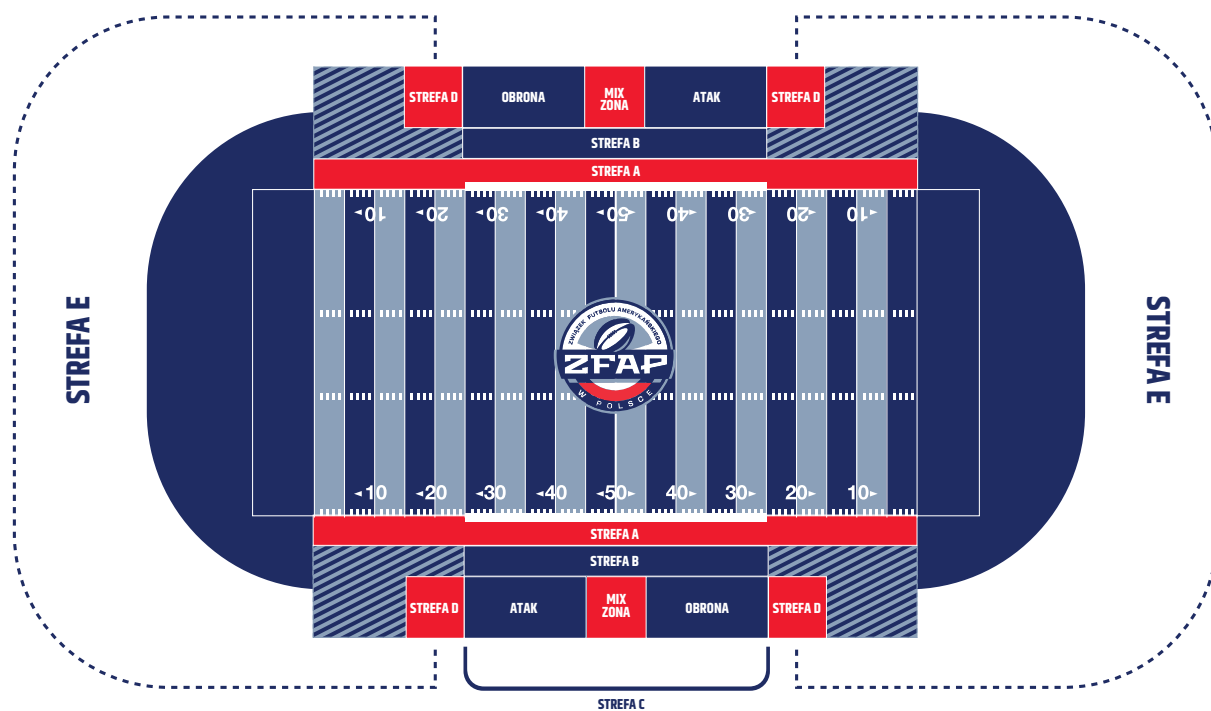 STREFA D
OBRONA
MIX
ZONA
ATAK
STREFA D
STREFA B
STREFA A
10 20 30 40 50 40 30 20 10
STREFA E
ZWIĄZEK FUTBOLU AMERYKAŃSKIEGO
ZFAP
W POLSCE
STREFA E
10 20 30 40 50 40 30 20 10
STREFA A
STREFA B
STREFA D
ATAK
MIX
ZONA
OBRONA
STREFA D
STREFA C